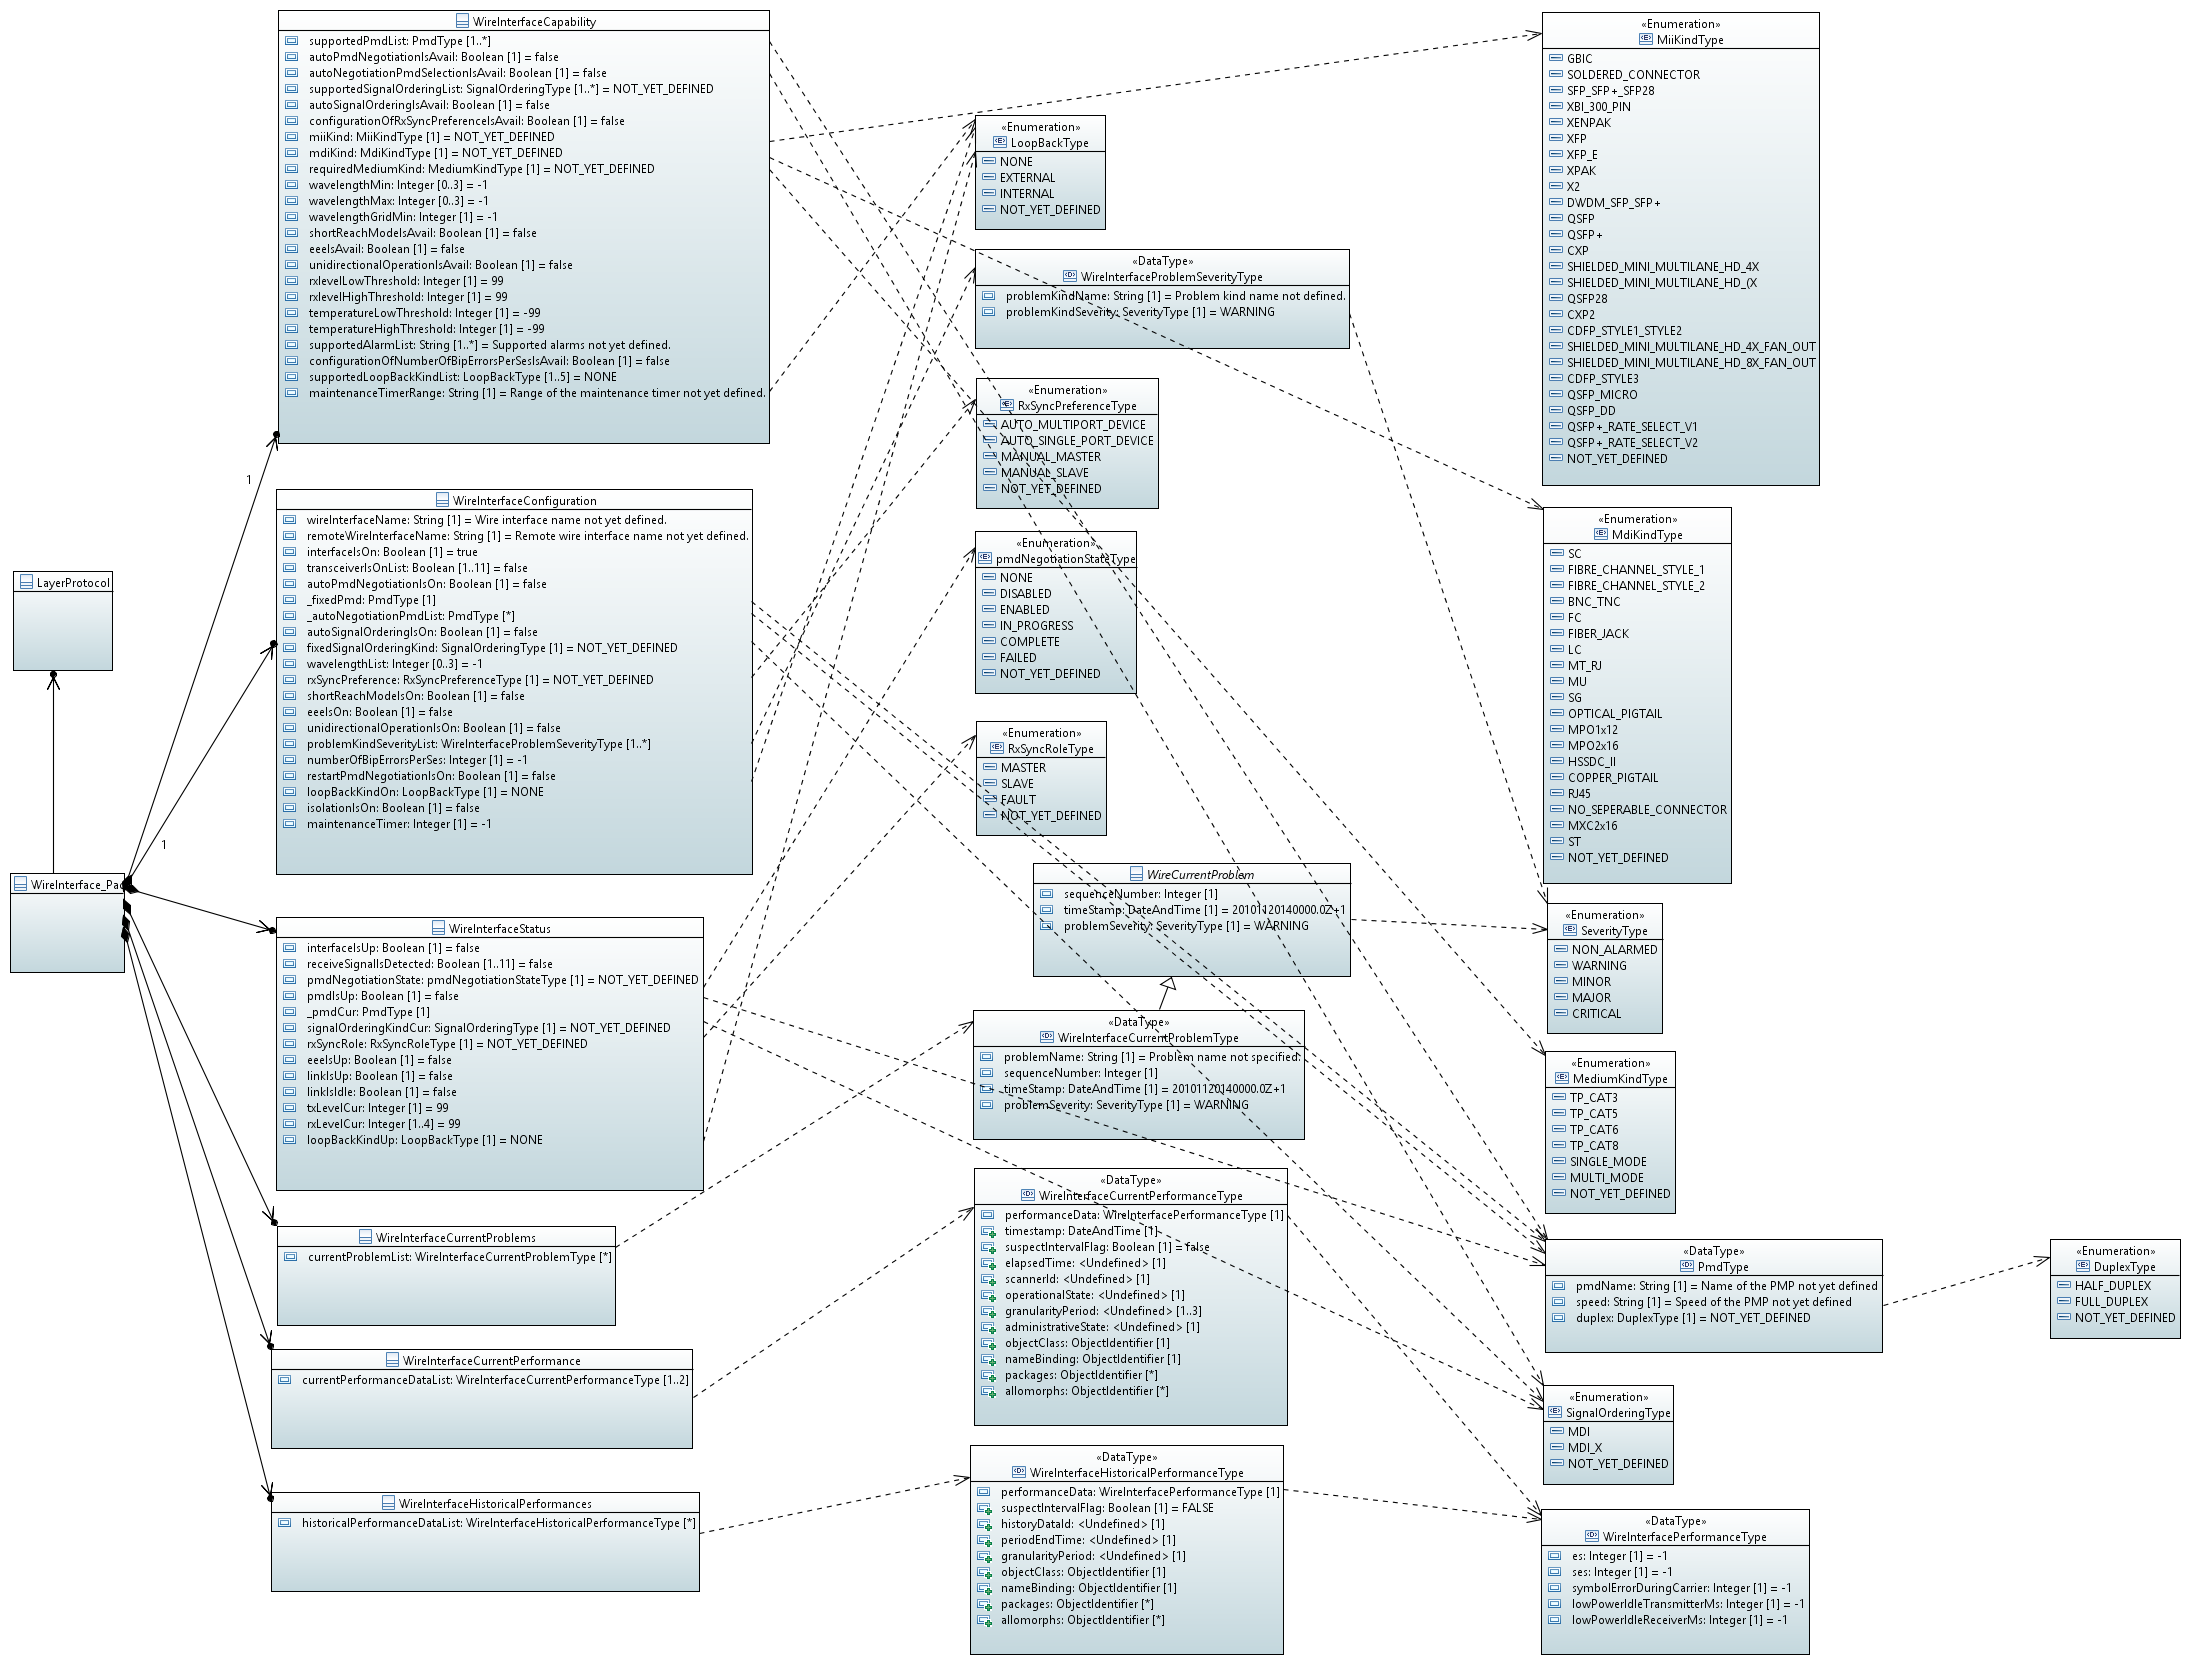 WireInterfaceCapability
supportedPmdList: PmdType [1..*]
autoPmdNegotiationIsAvail: Boolean [1] = false
autoNegotiationPmdSelectionIsAvail: Boolean [1] = false
supportedSignalOrderingList: SignalOrderingType [1..*] = NOT_YET_DEFINED
autoSignalOrderingIsAvail: Boolean [1] = false
configurationOfRxSyncPreferenceIsAvail: Boolean [1] = false
miiKind: MiiKindType [1] = NOT_YET_DEFINED
mdiKind: MdiKindType [1] = NOT_YET_DEFINED
requiredMediumKind: MediumKindType [1] = NOT_YET_DEFINED
wavelengthMin: Integer [0..3] = -1
wavelengthMax: Integer [0..3] = -1
wavelengthGridMin: Integer [1] = -1
shortReachModeIsAvail: Boolean [1] = false
eeeIsAvail: Boolean [1] = false
unidirectionalOperationIsAvail: Boolean [1] = false
rxlevelLowThreshold: Integer [1] = 99
rxlevelHighThreshold: Integer [1] = 99
temperatureLowThreshold: Integer [1] = -99
temperatureHighThreshold: Integer [1] = -99
supportedAlarmList: String [1..*] = Supported alarms not yet defined.
configurationOfNumberOfBipErrorsPerSesIsAvail: Boolean [1] = false
supportedLoopBackKindList: LoopBackType [1..5] = NONE
maintenanceTimerRange: String [1] = Range of the maintenance timer not yet defined.
1
WireInterfaceConfiguration
wireInterfaceName: String [1] = Wire interface name not yet defined.
remoteWireInterfaceName: String [1] = Remote wire interface name not yet defined.
interfaceIsOn: Boolean [1] = true
transceiverIsOnList: Boolean [1..11] = false
autoPmdNegotiationIsOn: Boolean [1] = false
_fixedPmd: PmdType [1]
_autoNegotiationPmdList: PmdType [*]
autoSignalOrderingIsOn: Boolean [1] = false
fixedSignalOrderingKind: SignalOrderingType [1] = NOT_YET_DEFINED
wavelengthList: Integer [0..3] = -1
rxSyncPreference: RxSyncPreferenceType [1] = NOT_YET_DEFINED
shortReachModeIsOn: Boolean [1] = false
eeeIsOn: Boolean [1] = false
unidirectionalOperationIsOn: Boolean [1] = false
problemKindSeverityList: WireInterfaceProblemSeverityType [1..*]
numberOfBipErrorsPerSes: Integer [1] = -1
restartPmdNegotiationIsOn: Boolean [1] = false
loopBackKindOn: LoopBackType [1] = NONE
isolationIsOn: Boolean [1] = false
maintenanceTimer: Integer [1] = -1
1
LayerProtocol
WireInterface_Pac
WireInterfaceStatus
interfaceIsUp: Boolean [1] = false
receiveSignalIsDetected: Boolean [1..11] = false
pmdNegotiationState: pmdNegotiationStateType [1] = NOT_YET_DEFINED
pmdIsUp: Boolean [1] = false
_pmdCur: PmdType [1]
signalOrderingKindCur: SignalOrderingType [1] = NOT_YET_DEFINED
rxSyncRole: RxSyncRoleType [1] = NOT_YET_DEFINED
eeeIsUp: Boolean [1] = false
linkIsUp: Boolean [1] = false
linkIsIdle: Boolean [1] = false
txLevelCur: Integer [1] = 99
rxLevelCur: Integer [1..4] = 99
loopBackKindUp: LoopBackType [1] = NONE
WireInterfaceCurrentProblems
currentProblemList: WireInterfaceCurrentProblemType [*]
WireInterfaceCurrentPerformance
currentPerformanceDataList: WireInterfaceCurrentPerformanceType [1..2]
WireInterfaceHistoricalPerformances
historicalPerformanceDataList: WireInterfaceHistoricalPerformanceType [*]
«Enumeration»
LoopBackType
NONE
EXTERNAL
INTERNAL
NOT_YET_DEFINED
«DataType»
WireInterfaceProblemSeverityType
problemKindName: String [1] = Problem kind name not defined.
problemKindSeverity: SeverityType [1] = WARNING
«Enumeration»
RxSyncPreferenceType
AUTO_MULTIPORT_DEVICE
AUTO_SINGLE_PORT_DEVICE
MANUAL_MASTER
MANUAL_SLAVE
NOT_YET_DEFINED
«Enumeration»
pmdNegotiationStateType
NONE
DISABLED
ENABLED
IN_PROGRESS
COMPLETE
FAILED
NOT_YET_DEFINED
«Enumeration»
RxSyncRoleType
MASTER
SLAVE
FAULT
NOT_YET_DEFINED
WireCurrentProblem
sequenceNumber: Integer [1]
timeStamp: DateAndTime [1] = 20101120140000.0Z+1
problemSeverity: SeverityType [1] = WARNING
«DataType»
WireInterfaceCurrentProblemType
problemName: String [1] = Problem name not specified.
sequenceNumber: Integer [1]
timeStamp: DateAndTime [1] = 20101120140000.0Z+1
problemSeverity: SeverityType [1] = WARNING
«DataType»
WireInterfaceCurrentPerformanceType
performanceData: WireInterfacePerformanceType [1]
timestamp: DateAndTime [1]
suspectIntervalFlag: Boolean [1] = false
elapsedTime: <Undefined> [1]
scannerId: <Undefined> [1]
operationalState: <Undefined> [1]
granularityPeriod: <Undefined> [1..3]
administrativeState: <Undefined> [1]
objectClass: ObjectIdentifier [1]
nameBinding: ObjectIdentifier [1]
packages: ObjectIdentifier [*]
allomorphs: ObjectIdentifier [*]
«DataType»
WireInterfaceHistoricalPerformanceType
performanceData: WireInterfacePerformanceType [1]
suspectIntervalFlag: Boolean [1] = FALSE
historyDataId: <Undefined> [1]
periodEndTime: <Undefined> [1]
granularityPeriod: <Undefined> [1]
objectClass: ObjectIdentifier [1]
nameBinding: ObjectIdentifier [1]
packages: ObjectIdentifier [*]
allomorphs: ObjectIdentifier [*]
«Enumeration»
MiiKindType
GBIC
SOLDERED_CONNECTOR
SFP_SFP+_SFP28
XBI_300_PIN
XENPAK
XFP
XFP_E
XPAK
X2
DWDM_SFP_SFP+
QSFP
QSFP+
CXP
SHIELDED_MINI_MULTILANE_HD_4X
SHIELDED_MINI_MULTILANE_HD_(X
QSFP28
CXP2
CDFP_STYLE1_STYLE2
SHIELDED_MINI_MULTILANE_HD_4X_FAN_OUT
SHIELDED_MINI_MULTILANE_HD_8X_FAN_OUT
CDFP_STYLE3
QSFP_MICRO
QSFP_DD
QSFP+_RATE_SELECT_V1
QSFP+_RATE_SELECT_V2
NOT_YET_DEFINED
«Enumeration»
MdiKindType
SC
FIBRE_CHANNEL_STYLE_1
FIBRE_CHANNEL_STYLE_2
BNC_TNC
FC
FIBER_JACK
LC
MT_RJ
MU
SG
OPTICAL_PIGTAIL
MPO1x12
MPO2x16
HSSDC_II
COPPER_PIGTAIL
RJ45
NO_SEPERABLE_CONNECTOR
MXC2x16
ST
NOT_YET_DEFINED
«Enumeration»
SeverityType
NON_ALARMED
WARNING
MINOR
MAJOR
CRITICAL
«Enumeration»
MediumKindType
TP_CAT3
TP_CAT5
TP_CAT6
TP_CAT8
SINGLE_MODE
MULTI_MODE
NOT_YET_DEFINED
«DataType»
PmdType
pmdName: String [1] = Name of the PMP not yet defined
speed: String [1] = Speed of the PMP not yet defined
duplex: DuplexType [1] = NOT_YET_DEFINED
«Enumeration»
DuplexType
HALF_DUPLEX
FULL_DUPLEX
NOT_YET_DEFINED
«Enumeration»
SignalOrderingType
MDI
MDI_X
NOT_YET_DEFINED
«DataType»
WireInterfacePerformanceType
es: Integer [1] = -1
ses: Integer [1] = -1
symbolErrorDuringCarrier: Integer [1] = -1
lowPowerIdleTransmitterMs: Integer [1] = -1
lowPowerIdleReceiverMs: Integer [1] = -1